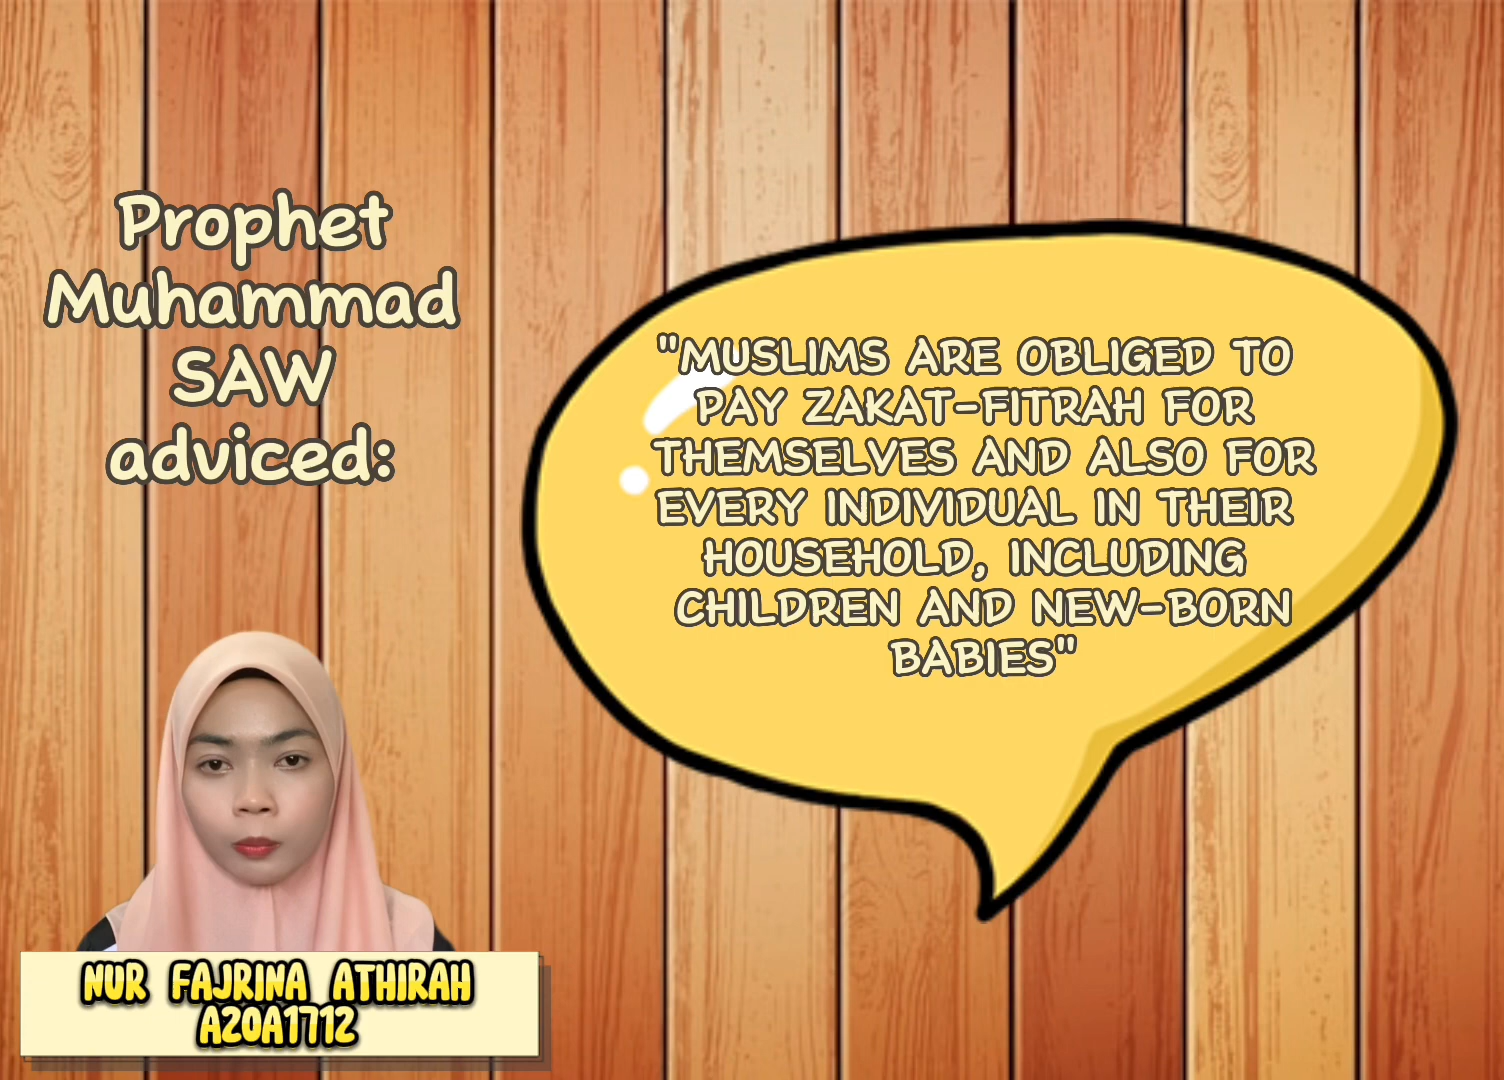 Prophet
Muhammad
SAW
adviced:
"MUSLIMS ARE OBLIGED TO
PAY ZAKAT-FITRAH FOR
THEMSELVES AND ALSO FOR
EVERY INDIVIDUAL IN THEIR
HOUSEHOLD, INCLUDING
CHILDREN AND NEW-BORN
BABIES"
NUR FAJRINA ATHIRAH
A20A1712